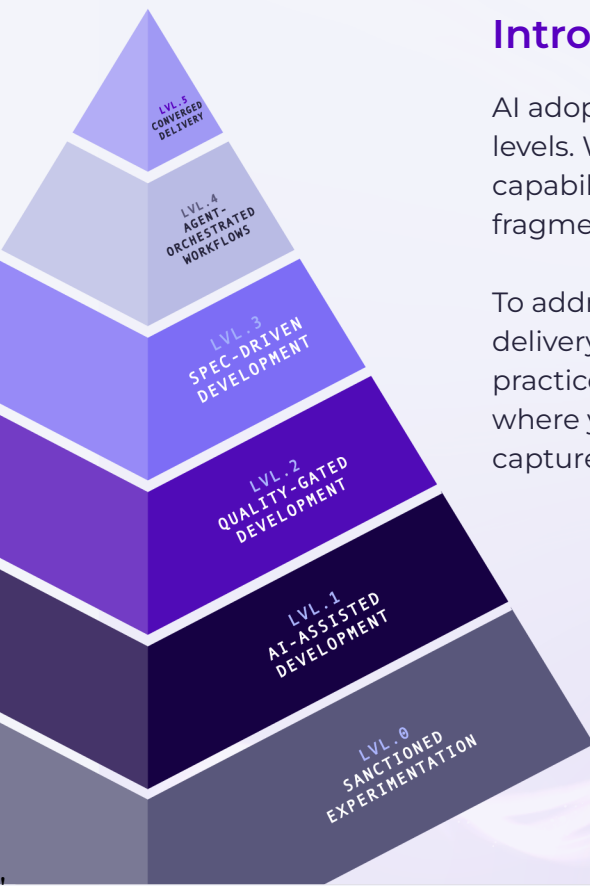 LVL.5
CONVERGED
DELIVERY
LVL.4
AGENT-
ORCHESTRATED
WORKFLOWS
LVL.3
SPEC-DRIVEN
DEVELOPMENT
LVL.2
QUALITY-GATED
DEVELOPMENT
LVL.1
AI-ASSISTED
DEVELOPMENT
LVL.0
SANCTIONED
EXPERIMENTATION
Intro
AI adop
levels. W
capabil
fragme
To addr
delivery
practice
where y
capture